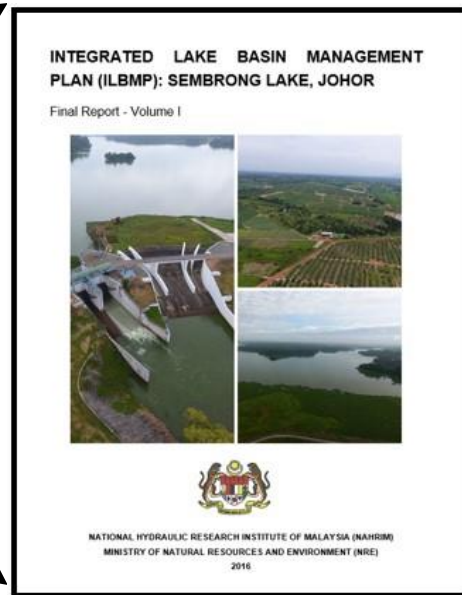 INTEGRATED LAKE BASIN MANAGEMENT
PLAN (ILBMP): SEMBRONG LAKE, JOHOR
Final Report - Volume I
NATIONAL HYDRAULIC RESEARCH INSTITUTE OF MALAYSIA (NAHRIM)
MINISTRY OF NATURAL RESOURCES AND ENVIRONMENT (NRE)
2016